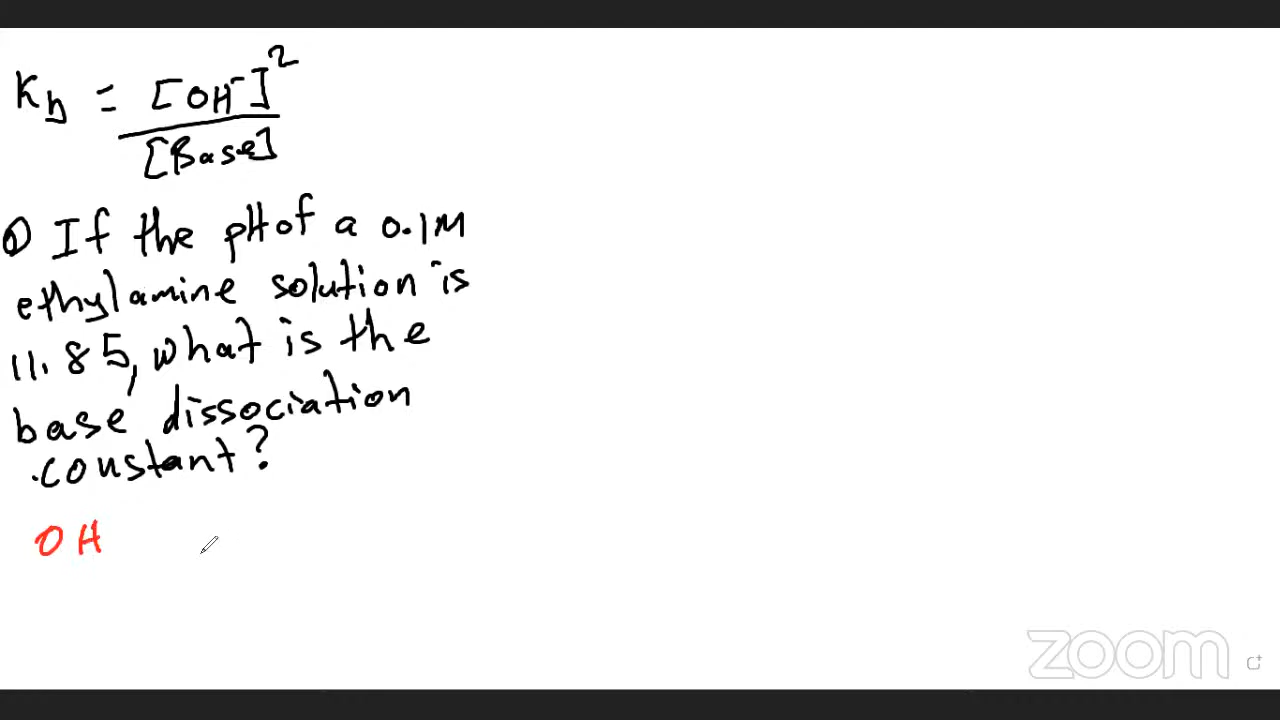 Kb = [OH-]²
[Base]
① If the pH of a 0.1M
ethylamine solution is
11.85, what is the
base dissociation
constant?
OH
zoom